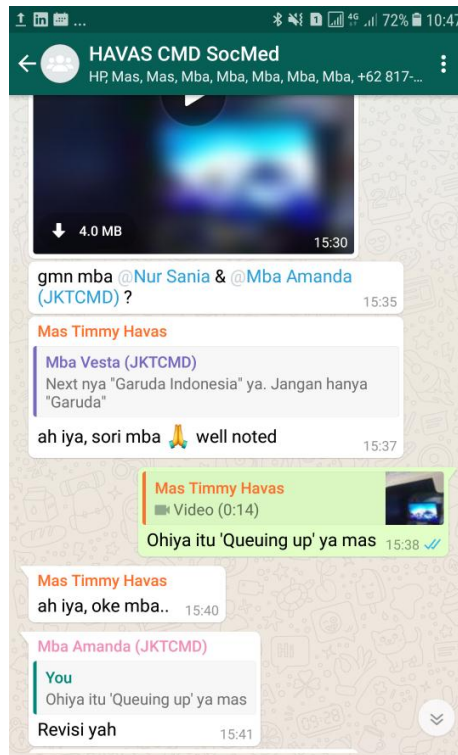 72% 10:47
HAVAS CMD SocMed
HP, Mas, Mas, Mba, Mba, Mba, Mba, Mba, +62 817-...
4.0 MB
15:30
gmn mba @Nur Sania & @Mba Amanda
(JKTCMD) ?
15:35
Mas Timmy Havas
Mba Vesta (JKTCMD)
Next nya "Garuda Indonesia" ya. Jangan hanya
"Garuda"
ah iya, sori mba 🙏 well noted
15:37
Mas Timmy Havas
Video (0:14)
Ohiya itu 'Queuing up' ya mas 15:38
Mas Timmy Havas
ah iya, oke mba.. 15:40
Mba Amanda (JKTCMD)
You
Ohiya itu 'Queuing up' ya mas
Revisi yah
15:41